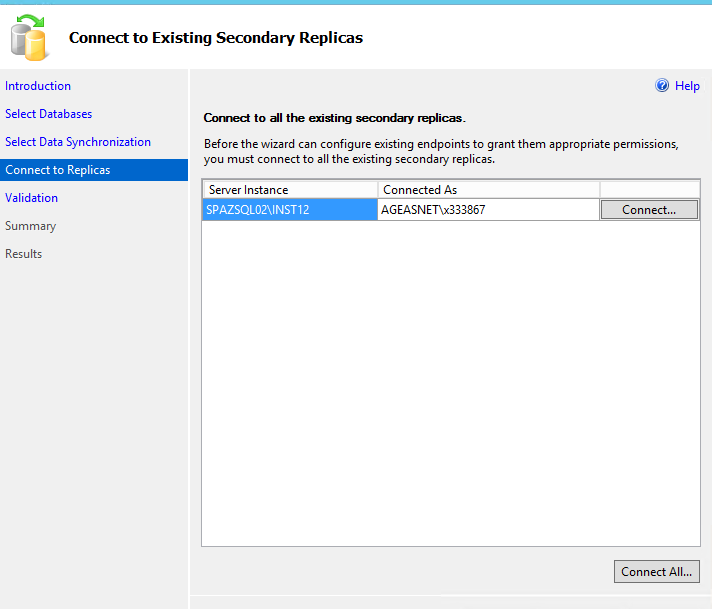 Connect to Existing Secondary Replicas
Introduction
Select Databases
Select Data Synchronization
Connect to Replicas
Validation
Summary
Results
Help
Connect to all the existing secondary replicas.
Before the wizard can configure existing endpoints to grant them appropriate permissions,
you must connect to all the existing secondary replicas.
Server Instance Connected As
SPAZSQL02\INST12 AGEASNET\x333867 Connect...
Connect All...